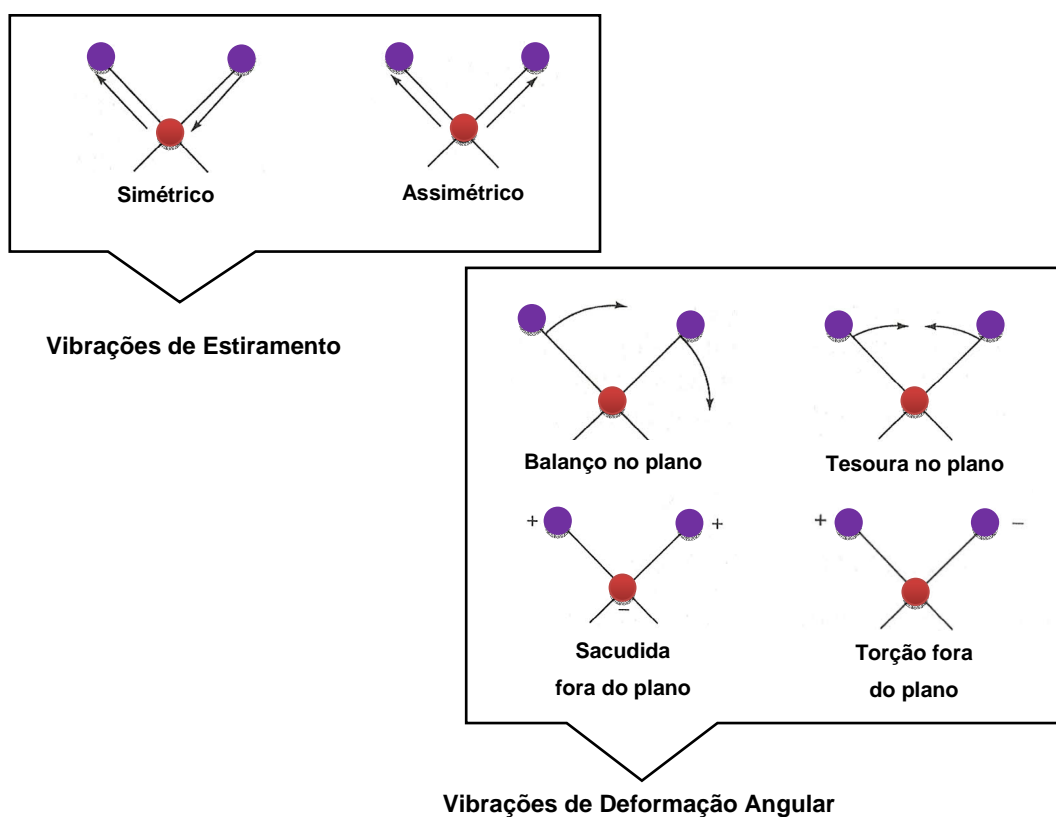 Simétrico
Assimétrico
Vibrações de Estiramento
Balanço no plano
Tesoura no plano
+
+
+
−
−
Sacudida
fora do plano
Torção fora
do plano
Vibrações de Deformação Angular